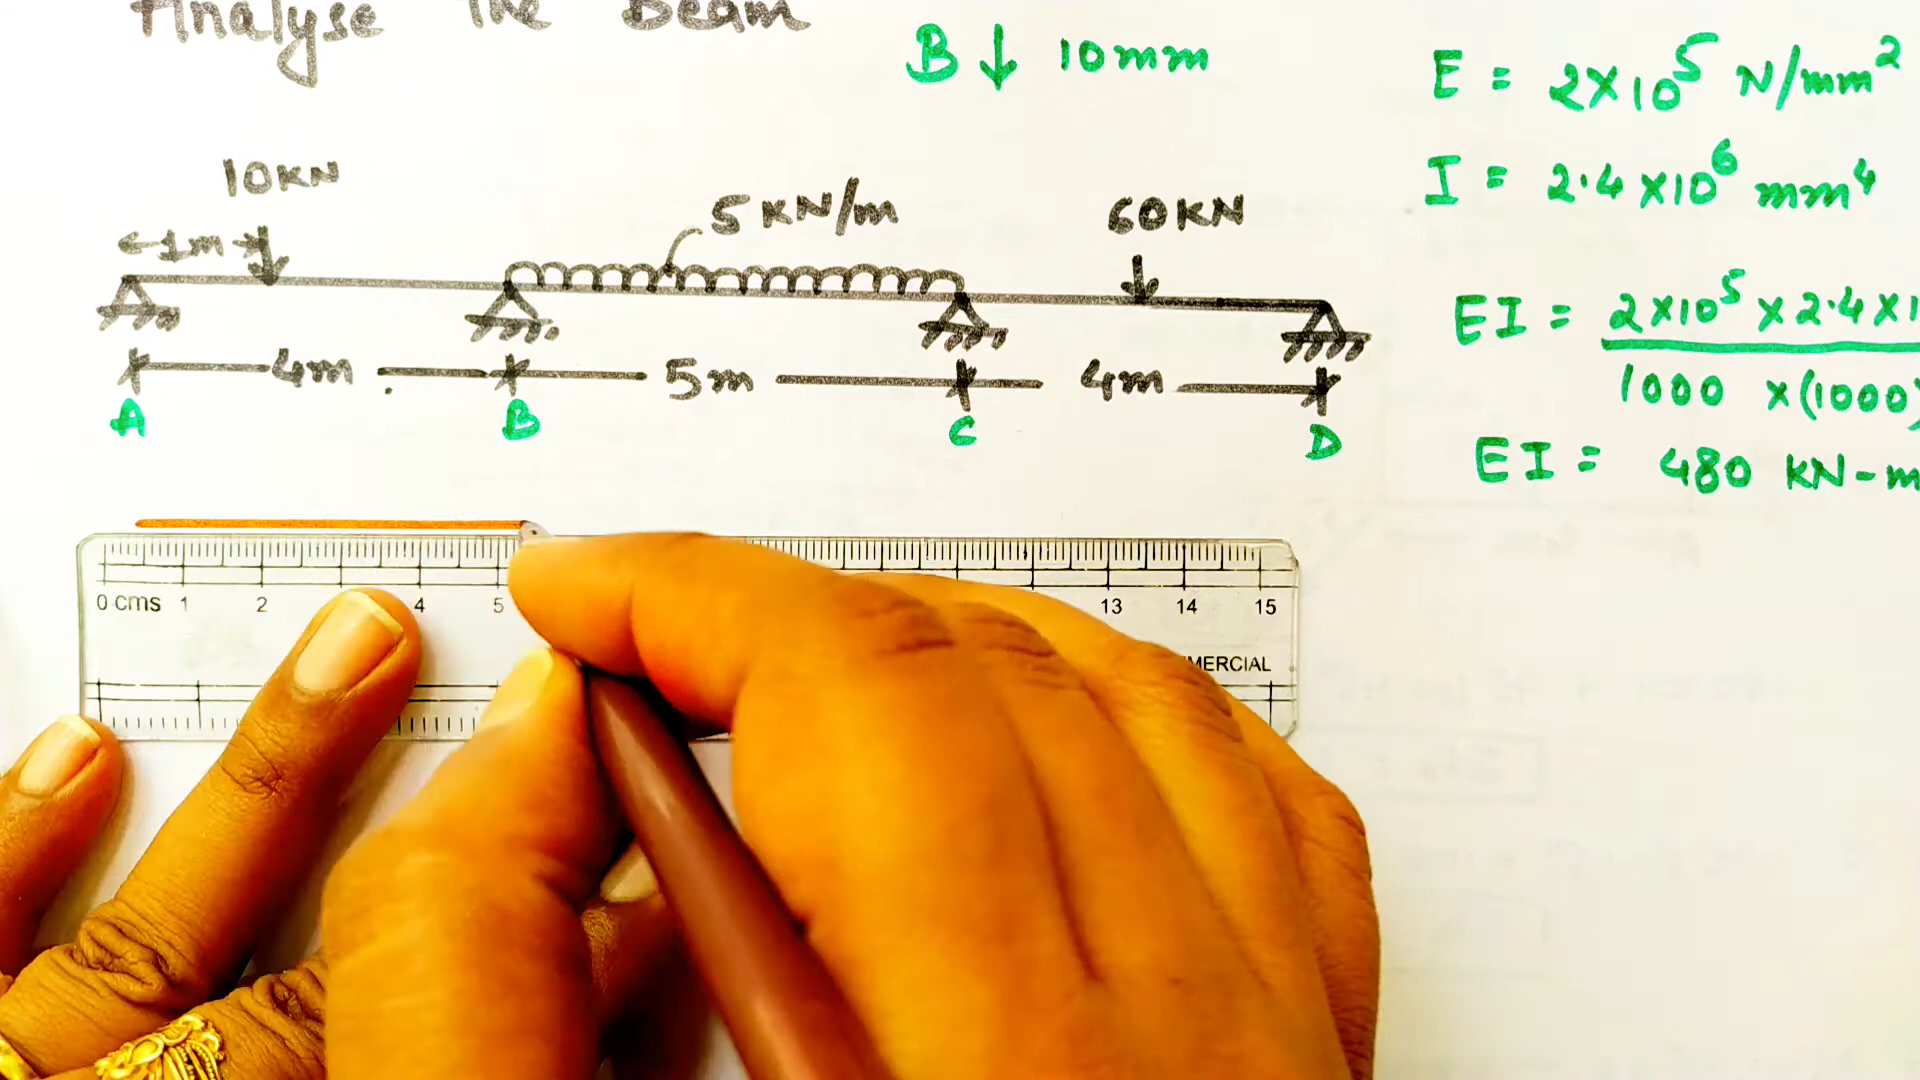 Analyse The Beam
B ↓ 10mm
E = 2×10⁵ N/mm²
I = 2.4×10⁶ mm⁴
10KN
5KN/m
60KN
←1m→
EI = 2×10⁵ × 2.4×1
1000 ×(1000)
EI = 480 KN-m
4m 5m 4m
A B C D
0 cms 1 2 4 5 13 14 15
MERCIAL